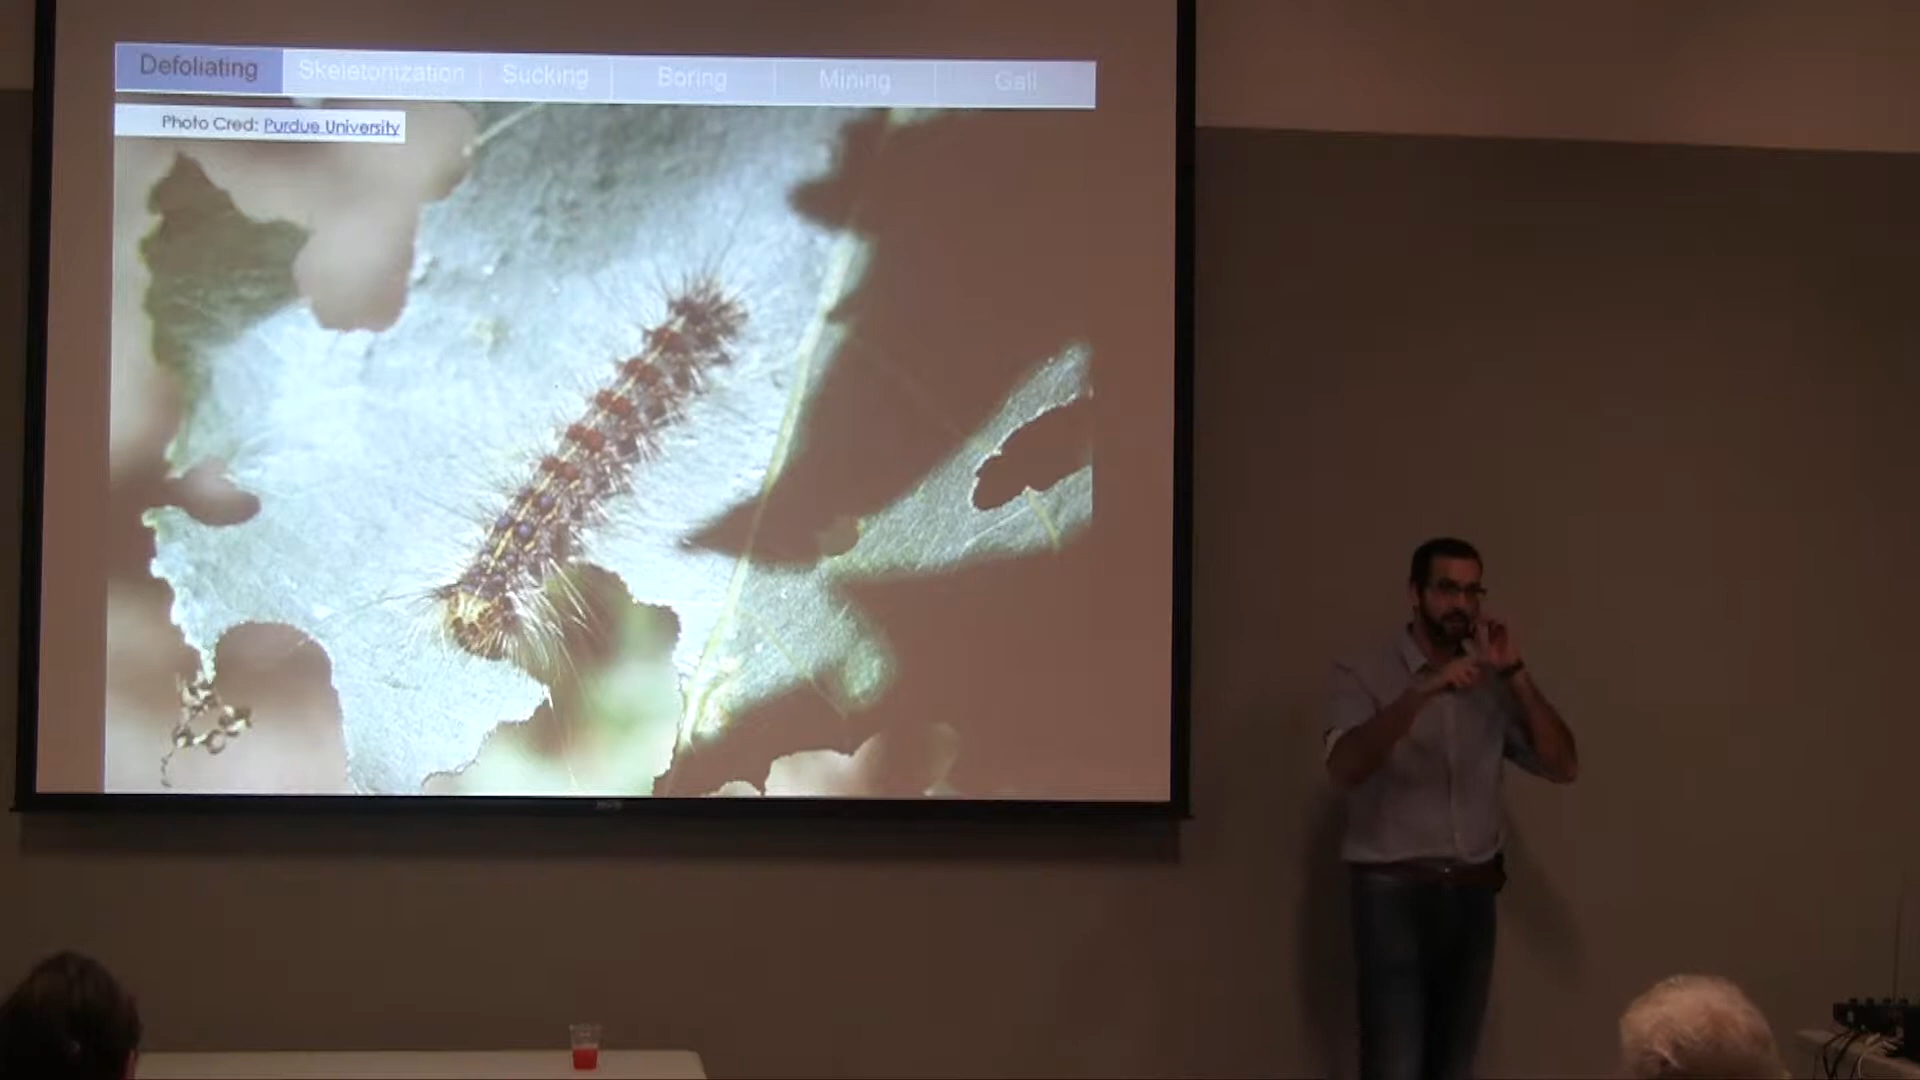 Defoliating Skeletonization Sucking Boring Mining Gall
Photo Cred: Purdue University